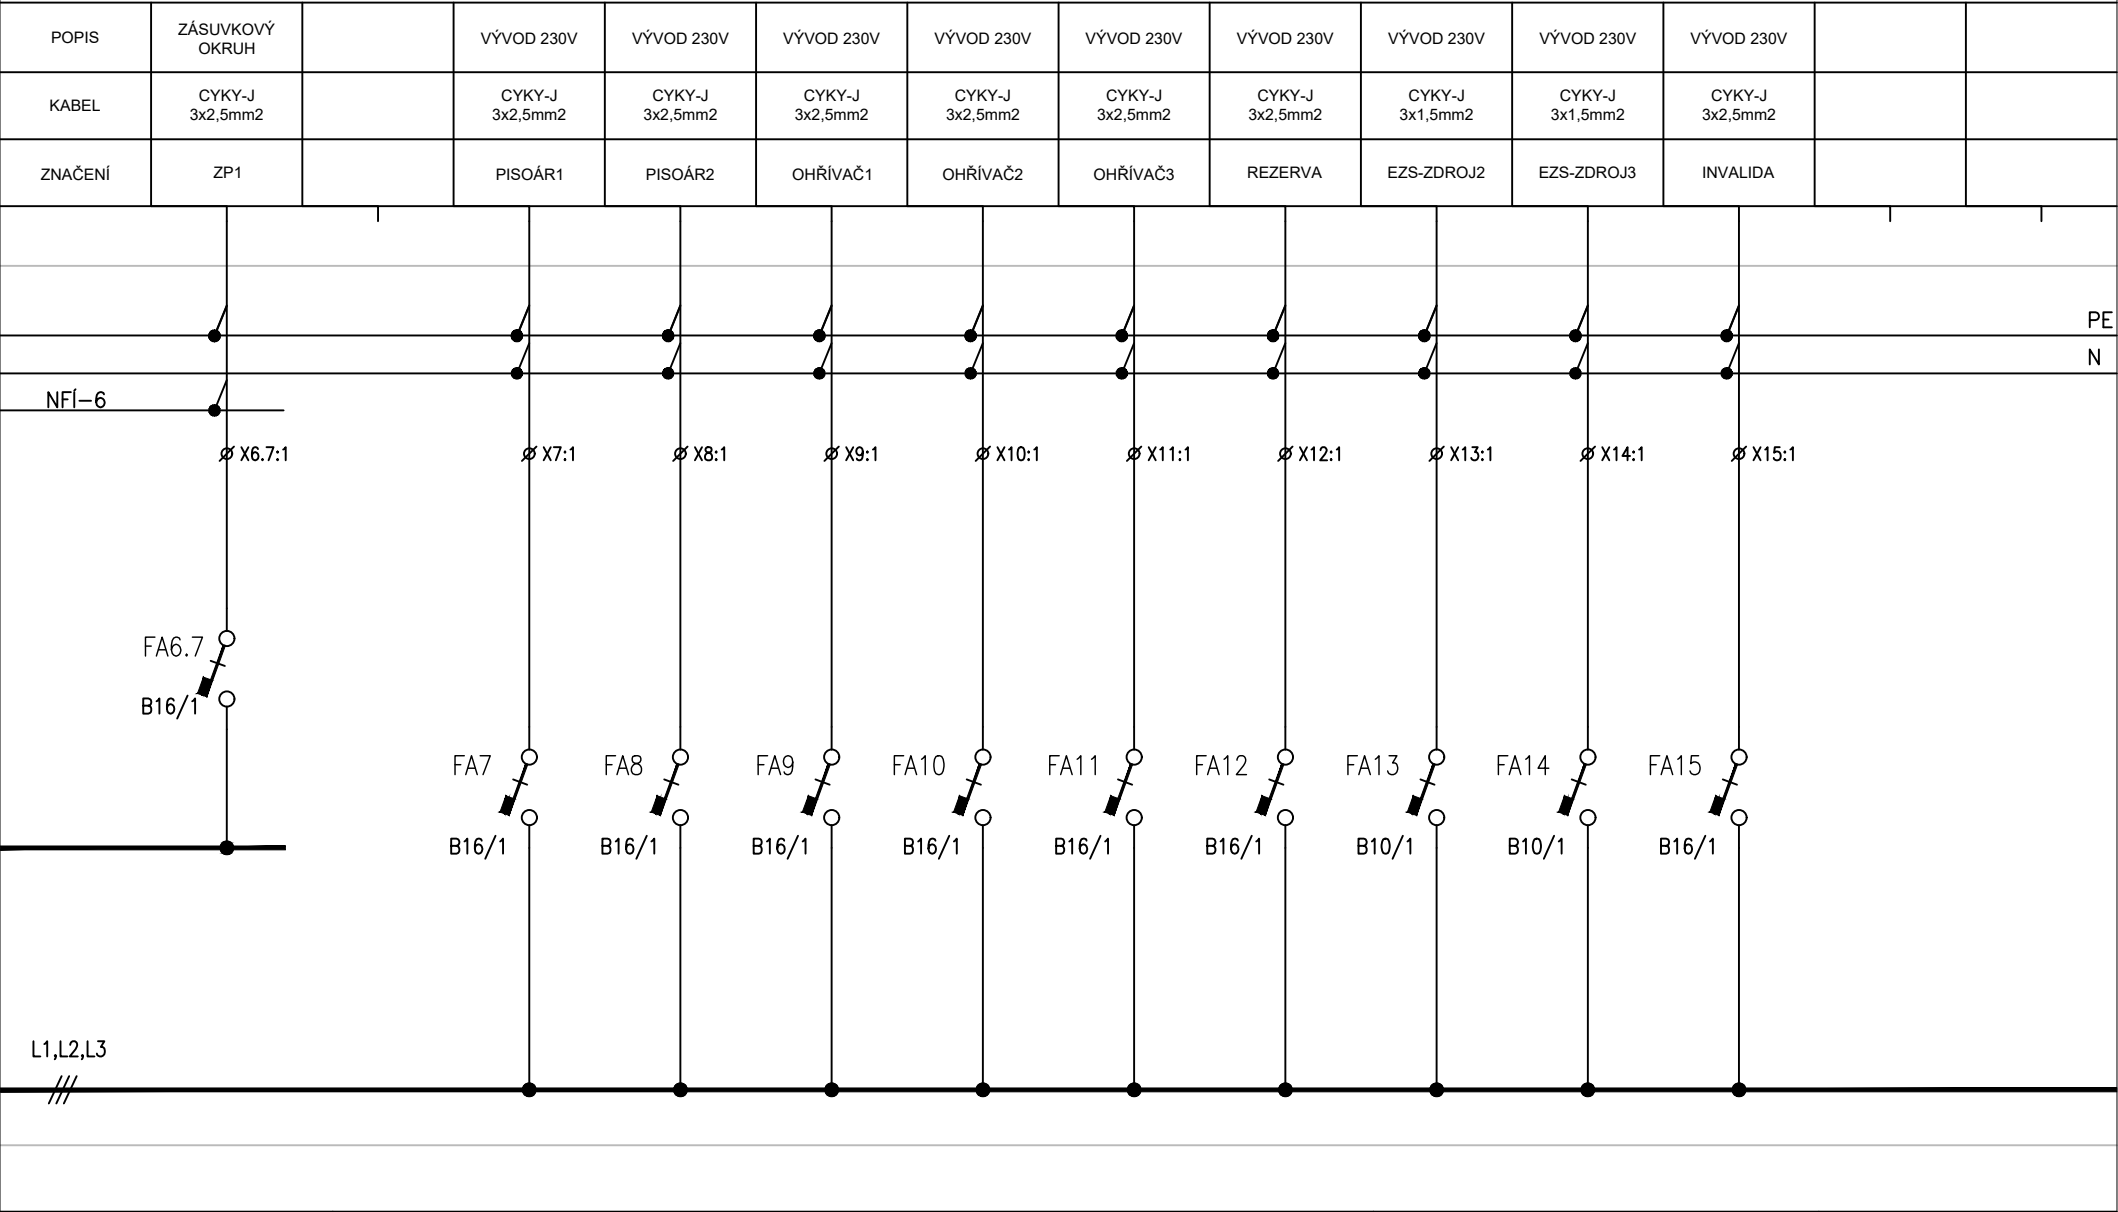 POPIS ZÁSUVKOVÝ OKRUH VÝVOD 230V VÝVOD 230V VÝVOD 230V VÝVOD 230V VÝVOD 230V VÝVOD 230V VÝVOD 230V VÝVOD 230V VÝVOD 230V
KABEL CYKY-J 3x2,5mm2 CYKY-J 3x2,5mm2 CYKY-J 3x2,5mm2 CYKY-J 3x2,5mm2 CYKY-J 3x2,5mm2 CYKY-J 3x2,5mm2 CYKY-J 3x2,5mm2 CYKY-J 3x1,5mm2 CYKY-J 3x1,5mm2 CYKY-J 3x2,5mm2
ZNAČENÍ ZP1 PISOÁR1 PISOÁR2 OHŘÍVAČ1 OHŘÍVAČ2 OHŘÍVAČ3 REZERVA EZS-ZDROJ2 EZS-ZDROJ3 INVALIDA
PE
N
NFÍ-6
X6.7:1 X7:1 X8:1 X9:1 X10:1 X11:1 X12:1 X13:1 X14:1 X15:1
FA6.7
B16/1
FA7 FA8 FA9 FA10 FA11 FA12 FA13 FA14 FA15
B16/1 B16/1 B16/1 B16/1 B16/1 B16/1 B10/1 B10/1 B16/1
L1,L2,L3